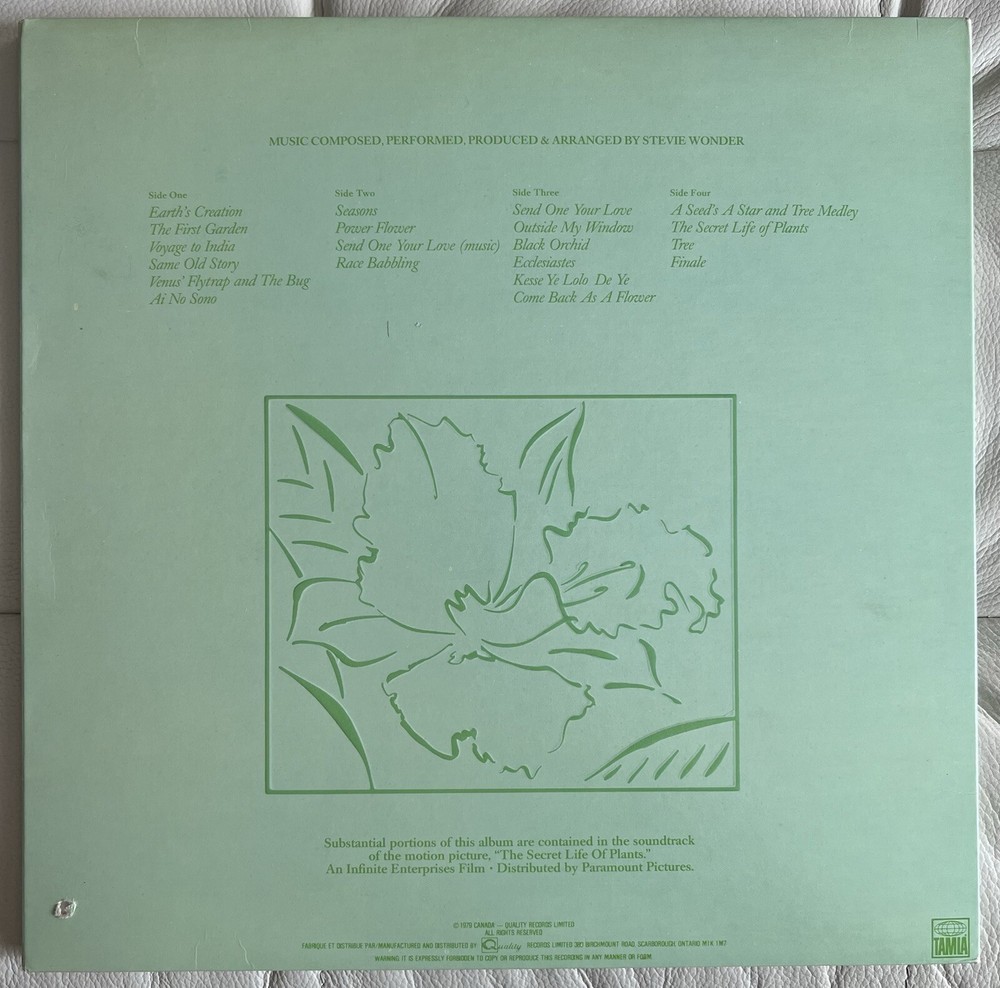 MUSIC COMPOSED, PERFORMED, PRODUCED & ARRANGED BY STEVIE WONDER
Side One
Earth's Creation
The First Garden
Voyage to India
Same Old Story
Venus' Flytrap and The Bug
Ai No Sono
Side Two
Seasons
Power Flower
Send One Your Love (music)
Race Babbling
Side Three
Send One Your Love
Outside My Window
Black Orchid
Ecclesiastes
Kesse Ye Lolo De Ye
Come Back As A Flower
Side Four
A Seed's A Star and Tree Medley
The Secret Life of Plants
Tree
Finale
Substantial portions of this album are contained in the soundtrack
of the motion picture, "The Secret Life Of Plants."
An Infinite Enterprises Film · Distributed by Paramount Pictures.
© 1979 CANADA — QUALITY RECORDS LIMITED
ALL RIGHTS RESERVED
FABRIQUE ET DISTRIBUE PAR/MANUFACTURED AND DISTRIBUTED BY Quality RECORDS LIMITED 380 BIRCHMOUNT ROAD, SCARBOROUGH, ONTARIO M1K 1M7
WARNING: IT IS EXPRESSLY FORBIDDEN TO COPY OR REPRODUCE THIS RECORDING IN ANY MANNER OR FORM.
TAMLA